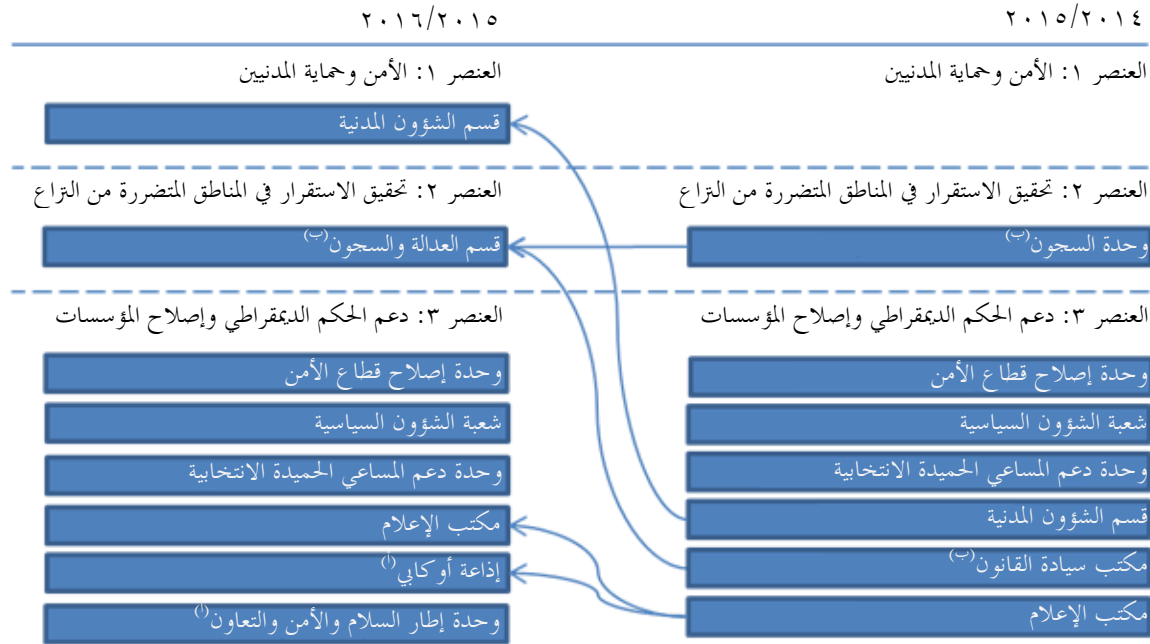 ٢٠١٥/٢٠١٤
٢٠١٦/٢٠١٥
العنصر ١: الأمن وحماية المدنيين
العنصر ١: الأمن وحماية المدنيين
قسم الشؤون المدنية
العنصر ٢: تحقيق الاستقرار في المناطق المتضررة من النزاع
العنصر ٢: تحقيق الاستقرار في المناطق المتضررة من النزاع
وحدة السجون(ب)
قسم العدالة والسجون(ب)
العنصر ٣: دعم الحكم الديمقراطي وإصلاح المؤسسات
العنصر ٣: دعم الحكم الديمقراطي وإصلاح المؤسسات
وحدة إصلاح قطاع الأمن
وحدة إصلاح قطاع الأمن
شعبة الشؤون السياسية
شعبة الشؤون السياسية
وحدة دعم المساعي الحميدة الانتخابية
وحدة دعم المساعي الحميدة الانتخابية
قسم الشؤون المدنية
مكتب الإعلام
مكتب سيادة القانون(ب)
إذاعة أوكابي(أ)
مكتب الإعلام
وحدة إطار السلام والأمن والتعاون(أ)